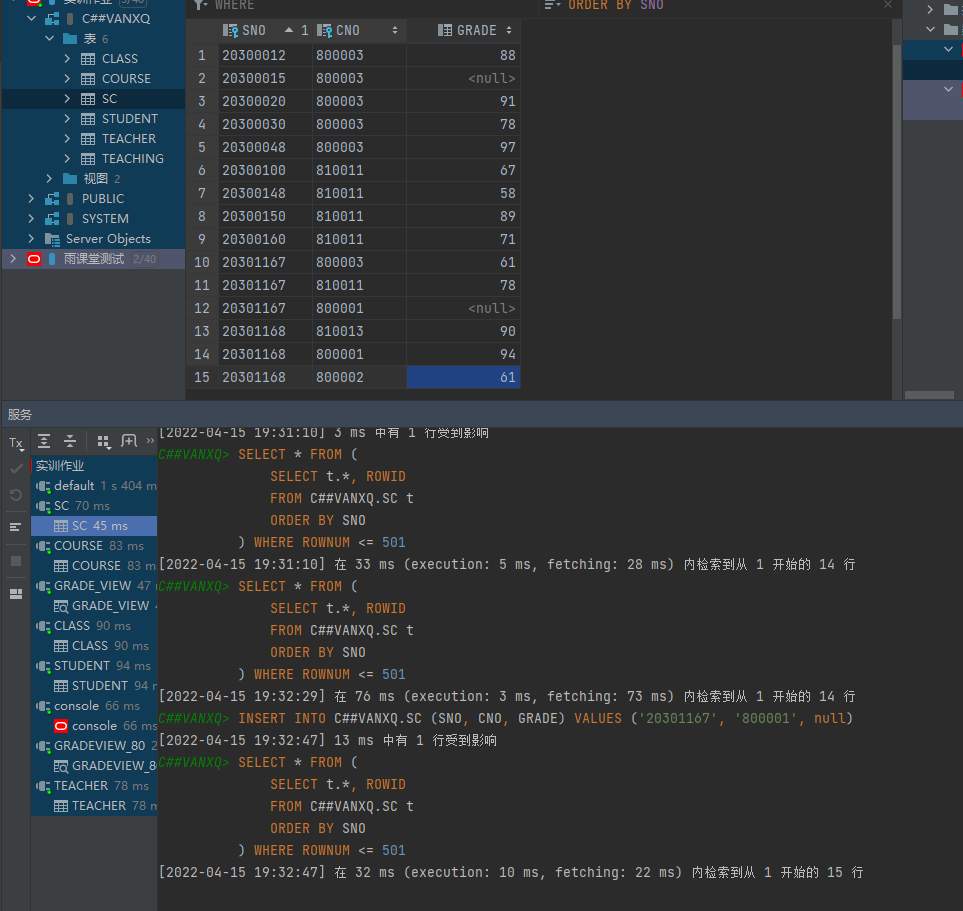 实训作业 3/40
C##VANXQ
表 6
CLASS
COURSE
SC
STUDENT
TEACHER
TEACHING
视图 2
PUBLIC
SYSTEM
Server Objects
雨课堂测试 2/40
WHERE
ORDER BY SNO
SNO 1 CNO GRADE
1 20300012 800003 88
2 20300015 800003 <null>
3 20300020 800003 91
4 20300030 800003 78
5 20300048 800003 97
6 20300100 810011 67
7 20300148 810011 58
8 20300150 810011 89
9 20300160 810011 71
10 20301167 800003 61
11 20301167 810011 78
12 20301167 800001 <null>
13 20301168 810013 90
14 20301168 800001 94
15 20301168 800002 61
服务
Tx
实训作业
default 1 s 404 m
SC 70 ms
SC 45 ms
COURSE 83 ms
COURSE 83 m
GRADE_VIEW 47
GRADE_VIEW
CLASS 90 ms
CLASS 90 ms
STUDENT 94 ms
STUDENT 94 r
console 66 ms
console 66 ms
GRADEVIEW_80 2
GRADEVIEW_8
TEACHER 78 ms
TEACHER 78 m
[2022-04-15 19:31:10] 3 ms 中有 1 行受到影响
C##VANXQ> SELECT * FROM (
SELECT t.*, ROWID
FROM C##VANXQ.SC t
ORDER BY SNO
) WHERE ROWNUM <= 501
[2022-04-15 19:31:10] 在 33 ms (execution: 5 ms, fetching: 28 ms) 内检索到从 1 开始的 14 行
C##VANXQ> SELECT * FROM (
SELECT t.*, ROWID
FROM C##VANXQ.SC t
ORDER BY SNO
) WHERE ROWNUM <= 501
[2022-04-15 19:32:29] 在 76 ms (execution: 3 ms, fetching: 73 ms) 内检索到从 1 开始的 14 行
C##VANXQ> INSERT INTO C##VANXQ.SC (SNO, CNO, GRADE) VALUES ('20301167', '800001', null)
[2022-04-15 19:32:47] 13 ms 中有 1 行受到影响
C##VANXQ> SELECT * FROM (
SELECT t.*, ROWID
FROM C##VANXQ.SC t
ORDER BY SNO
) WHERE ROWNUM <= 501
[2022-04-15 19:32:47] 在 32 ms (execution: 10 ms, fetching: 22 ms) 内检索到从 1 开始的 15 行